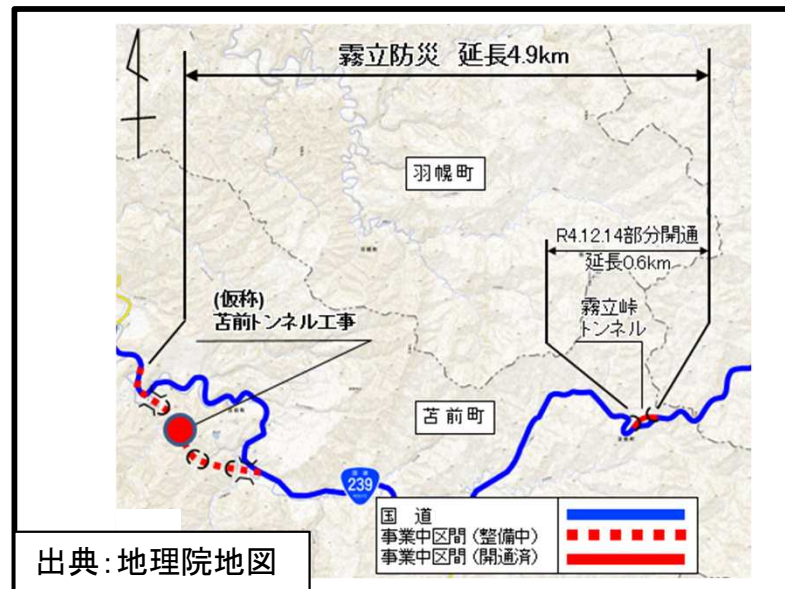 霧立防災 延長4.9km
羽幌町
R4.12.14部分開通
延長0.6km
霧立峠
トンネル
(仮称)
苫前トンネル工事
苫前町
国道
239
ROUTE
国 道
事業中区間(整備中)
事業中区間(開通済)
出典:地理院地図